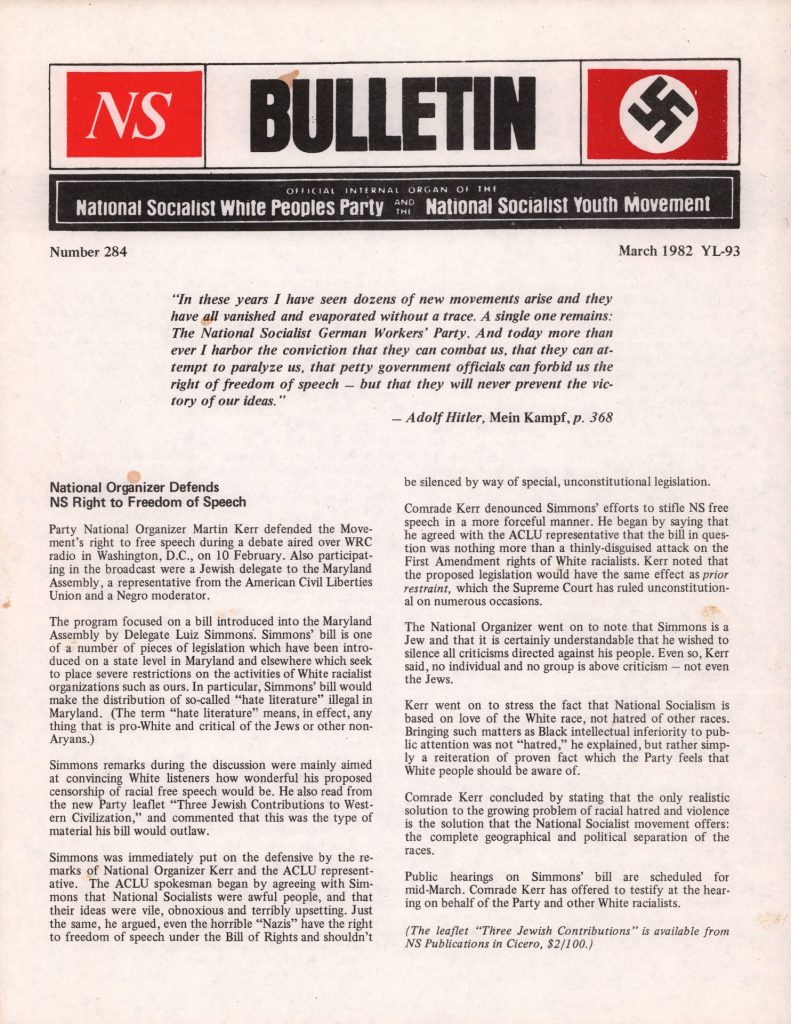 NS
BULLETIN
OFFICIAL INTERNAL ORGAN OF THE
National Socialist White Peoples Party AND THE National Socialist Youth Movement
Number 284
March 1982 YL-93
"In these years I have seen dozens of new movements arise and they
have all vanished and evaporated without a trace. A single one remains:
The National Socialist German Workers' Party. And today more than
ever I harbor the conviction that they can combat us, that they can at-
tempt to paralyze us, that petty government officials can forbid us the
right of freedom of speech — but that they will never prevent the vic-
tory of our ideas."
— Adolf Hitler, Mein Kampf, p. 368
National Organizer Defends
NS Right to Freedom of Speech
Party National Organizer Martin Kerr defended the Move-
ment's right to free speech during a debate aired over WRC
radio in Washington, D.C., on 10 February. Also participat-
ing in the broadcast were a Jewish delegate to the Maryland
Assembly, a representative from the American Civil Liberties
Union and a Negro moderator.
The program focused on a bill introduced into the Maryland
Assembly by Delegate Luiz Simmons. Simmons' bill is one
of a number of pieces of legislation which have been intro-
duced on a state level in Maryland and elsewhere which seek
to place severe restrictions on the activities of White racialist
organizations such as ours. In particular, Simmons' bill would
make the distribution of so-called "hate literature" illegal in
Maryland. (The term "hate literature" means, in effect, any
thing that is pro-White and critical of the Jews or other non-
Aryans.)
Simmons remarks during the discussion were mainly aimed
at convincing White listeners how wonderful his proposed
censorship of racial free speech would be. He also read from
the new Party leaflet "Three Jewish Contributions to West-
ern Civilization," and commented that this was the type of
material his bill would outlaw.
Simmons was immediately put on the defensive by the re-
marks of National Organizer Kerr and the ACLU represent-
ative. The ACLU spokesman began by agreeing with Sim-
mons that National Socialists were awful people, and that
their ideas were vile, obnoxious and terribly upsetting. Just
the same, he argued, even the horrible "Nazis" have the right
to freedom of speech under the Bill of Rights and shouldn't
be silenced by way of special, unconstitutional legislation.
Comrade Kerr denounced Simmons' efforts to stifle NS free
speech in a more forceful manner. He began by saying that
he agreed with the ACLU representative that the bill in ques-
tion was nothing more than a thinly-disguised attack on the
First Amendment rights of White racialists. Kerr noted that
the proposed legislation would have the same effect as prior
restraint, which the Supreme Court has ruled unconstitution-
al on numerous occasions.
The National Organizer went on to note that Simmons is a
Jew and that it is certainly understandable that he wished to
silence all criticisms directed against his people. Even so, Kerr
said, no individual and no group is above criticism — not even
the Jews.
Kerr went on to stress the fact that National Socialism is
based on love of the White race, not hatred of other races.
Bringing such matters as Black intellectual inferiority to pub-
lic attention was not "hatred," he explained, but rather simp-
ly a reiteration of proven fact which the Party feels that
White people should be aware of.
Comrade Kerr concluded by stating that the only realistic
solution to the growing problem of racial hatred and violence
is the solution that the National Socialist movement offers:
the complete geographical and political separation of the
races.
Public hearings on Simmons' bill are scheduled for
mid-March. Comrade Kerr has offered to testify at the hear-
ing on behalf of the Party and other White racialists.
(The leaflet "Three Jewish Contributions" is available from
NS Publications in Cicero, $2/100.)